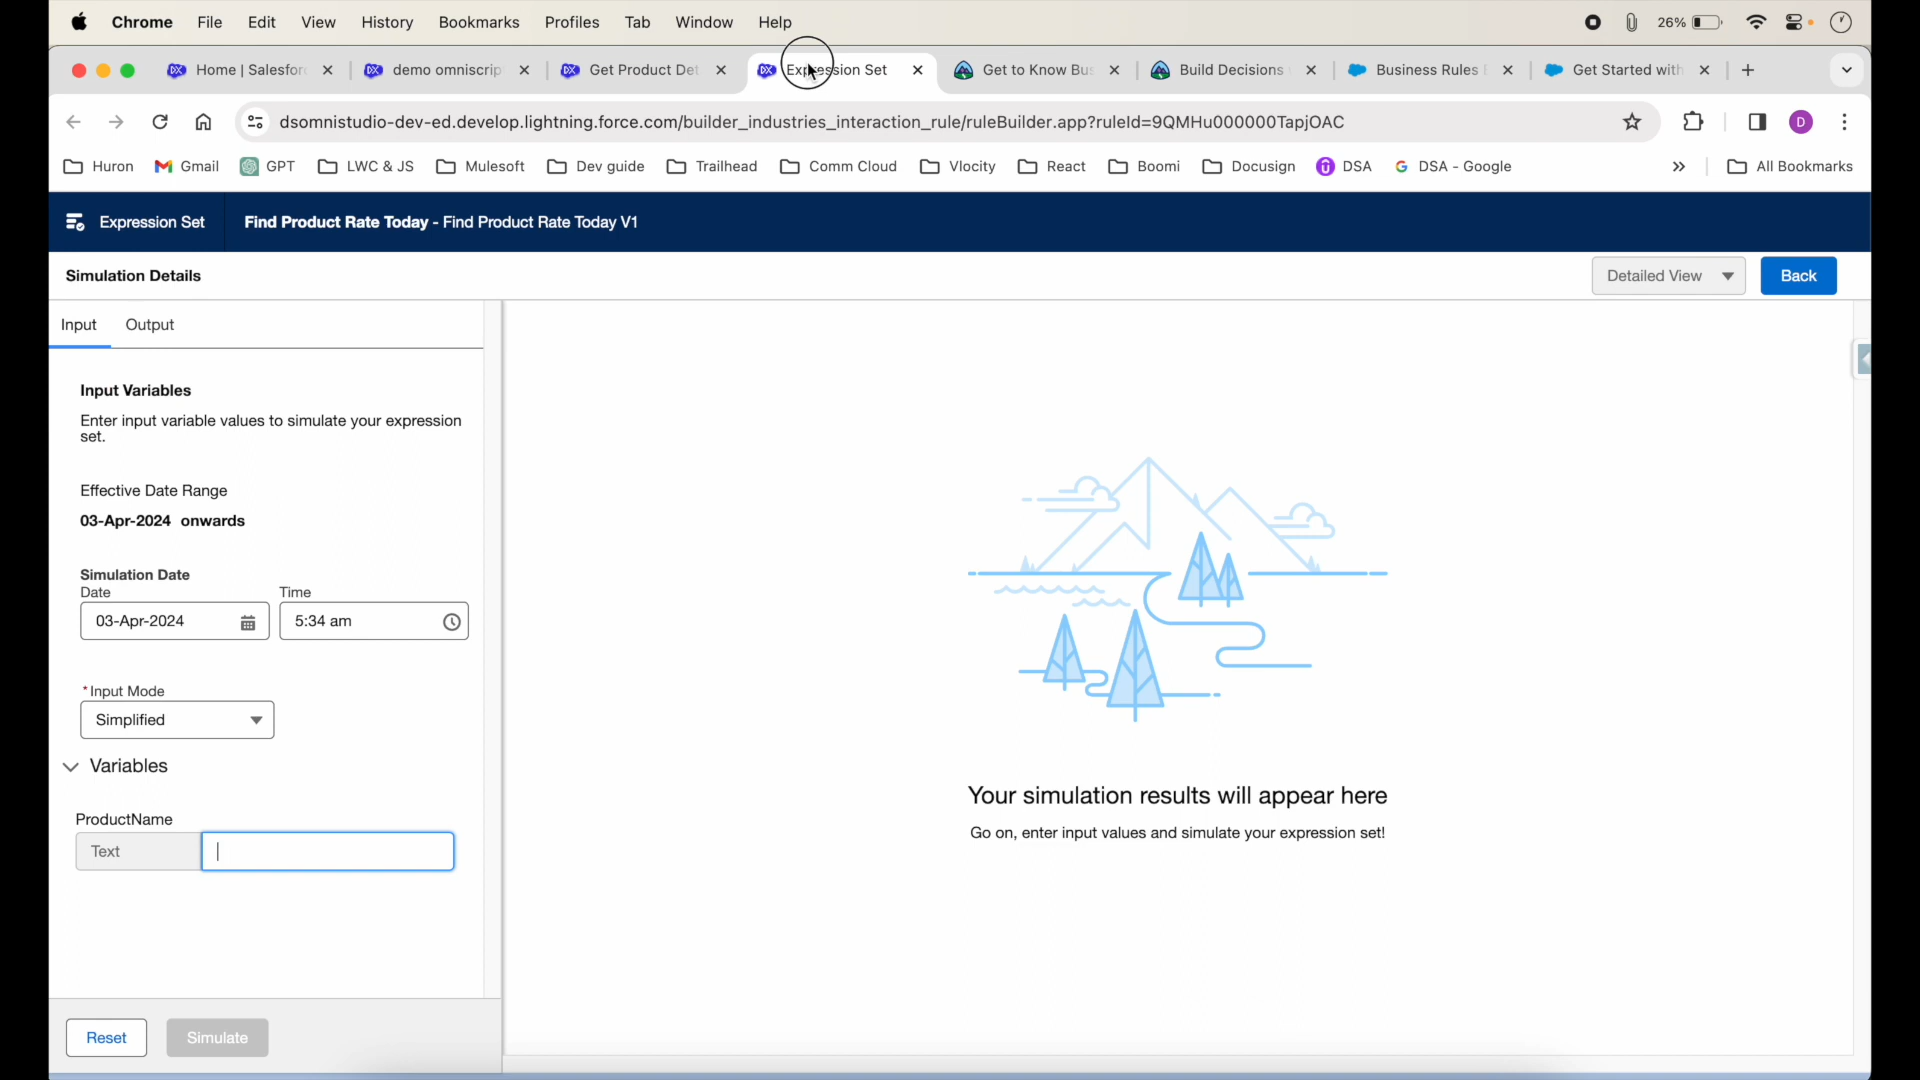 Chrome File Edit View History Bookmarks Profiles Tab Window Help 26%
Home | Salesfor demo omniscrip Get Product Det Expression Set Get to Know Bus Build Decisions Business Rules E Get Started with
dsomnistudio-dev-ed.develop.lightning.force.com/builder_industries_interaction_rule/ruleBuilder.app?ruleId=9QMHu000000TapjOAC D
Huron Gmail GPT LWC & JS Mulesoft Dev guide Trailhead Comm Cloud Vlocity React Boomi Docusign DSA DSA - Google » All Bookmarks
Expression Set Find Product Rate Today - Find Product Rate Today V1
Simulation Details Detailed View Back
Input Output
Input Variables
Enter input variable values to simulate your expression
set.
Effective Date Range
03-Apr-2024 onwards
Simulation Date
Date Time
03-Apr-2024 5:34 am
*Input Mode
Simplified
Variables
ProductName
Text
Your simulation results will appear here
Go on, enter input values and simulate your expression set!
Reset Simulate